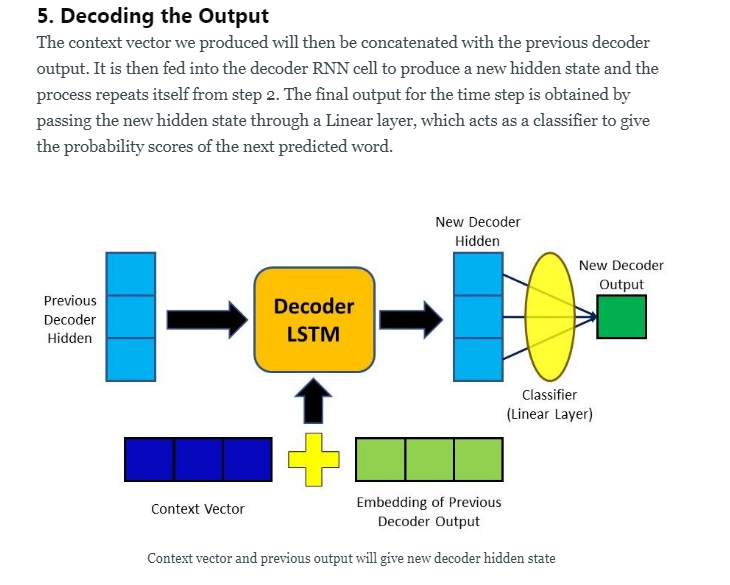 5. Decoding the Output
The context vector we produced will then be concatenated with the previous decoder
output. It is then fed into the decoder RNN cell to produce a new hidden state and the
process repeats itself from step 2. The final output for the time step is obtained by
passing the new hidden state through a Linear layer, which acts as a classifier to give
the probability scores of the next predicted word.
New Decoder
Hidden
New Decoder
Output
Previous
Decoder
Hidden
Decoder
LSTM
Classifier
(Linear Layer)
Context Vector
Embedding of Previous
Decoder Output
Context vector and previous output will give new decoder hidden state